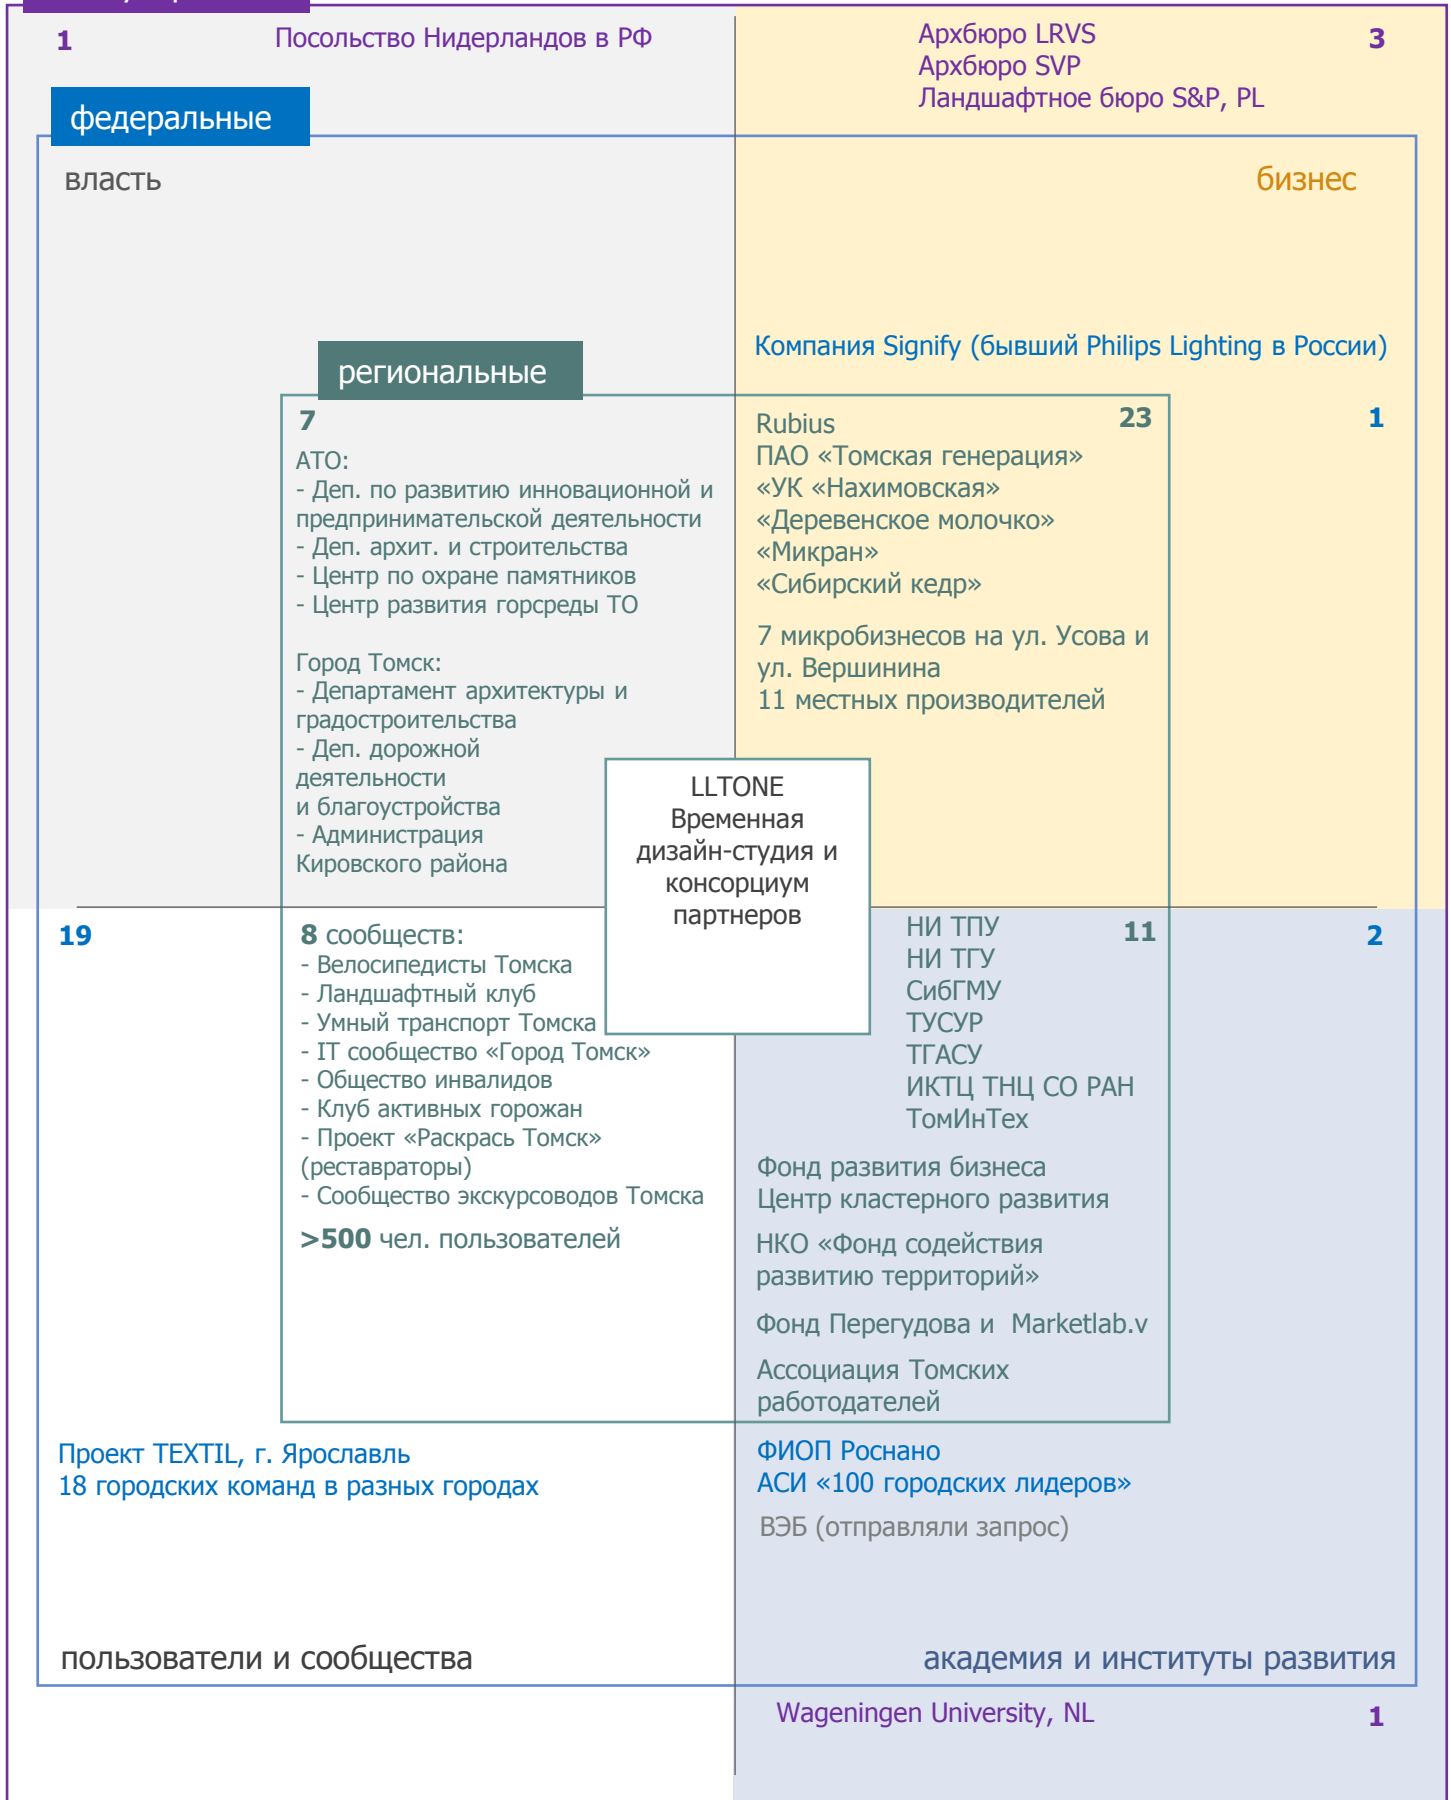 1
Посольство Нидерландов в РФ
Архбюро LRVS
Архбюро SVP
Ландшафтное бюро S&P, PL
3
федеральные
власть
бизнес
Компания Signify (бывший Philips Lighting в России)
1
региональные
7
АТО:
- Деп. по развитию инновационной и
предпринимательской деятельности
- Деп. архит. и строительства
- Центр по охране памятников
- Центр развития горсреды ТО
Город Томск:
- Департамент архитектуры и
градостроительства
- Деп. дорожной
деятельности
и благоустройства
- Администрация
Кировского района
23
Rubius
ПАО «Томская генерация»
«УК «Нахимовская»
«Деревенское молочко»
«Микран»
«Сибирский кедр»
7 микробизнесов на ул. Усова и
ул. Вершинина
11 местных производителей
LLTONE
Временная
дизайн-студия и
консорциум
партнеров
19
8 сообществ:
- Велосипедисты Томска
- Ландшафтный клуб
- Умный транспорт Томска
- IT сообщество «Город Томск»
- Общество инвалидов
- Клуб активных горожан
- Проект «Раскрась Томск»
(реставраторы)
- Сообщество экскурсоводов Томска
>500 чел. пользователей
11
НИ ТПУ
НИ ТГУ
СибГМУ
ТУСУР
ТГАСУ
ИКТЦ ТНЦ СО РАН
ТомИнТех
Фонд развития бизнеса
Центр кластерного развития
НКО «Фонд содействия
развитию территорий»
Фонд Перегудова и Marketlab.v
Ассоциация Томских
работодателей
2
Проект TEXTIL, г. Ярославль
18 городских команд в разных городах
ФИОП Роснано
АСИ «100 городских лидеров»
ВЭБ (отправляли запрос)
пользователи и сообщества
академия и институты развития
Wageningen University, NL
1